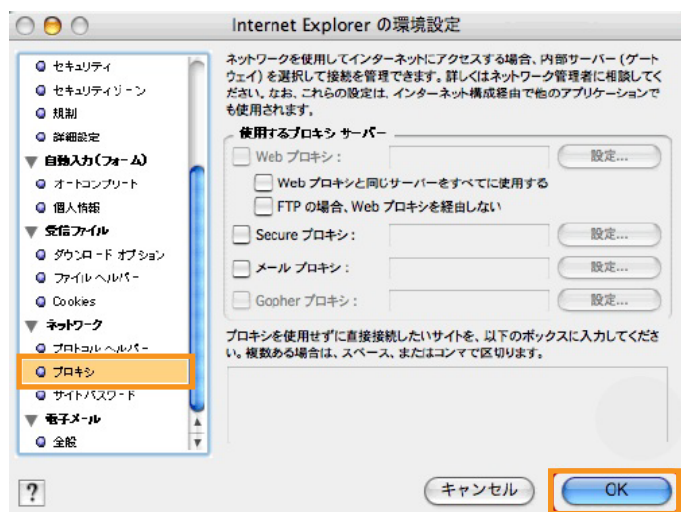 Internet Explorer の環境設定
セキュリティ
セキュリティゾーン
規制
詳細設定
自動入力(フォーム)
オートコンプリート
個人情報
受信ファイル
ダウンロード オプション
ファイル ヘルパー
Cookies
ネットワーク
プロトコル ヘルパー
プロキシ
サイトパスワード
電子メール
全般
ネットワークを使用してインターネットにアクセスする場合、内部サーバー (ゲート
ウェイ) を選択して接続を管理できます。詳しくはネットワーク管理者に相談してく
ださい。なお、これらの設定は、インターネット構成経由で他のアプリケーションで
も使用されます。
使用するプロキシ サーバー
Web プロキシ : 設定...
Web プロキシと同じサーバーをすべてに使用する
FTP の場合、Web プロキシを経由しない
Secure プロキシ : 設定...
メール プロキシ : 設定...
Gopher プロキシ : 設定...
プロキシを使用せずに直接接続したいサイトを、以下のボックスに入力してくださ
い。複数ある場合は、スペース、またはコンマで区切ります。
?
キャンセル
OK